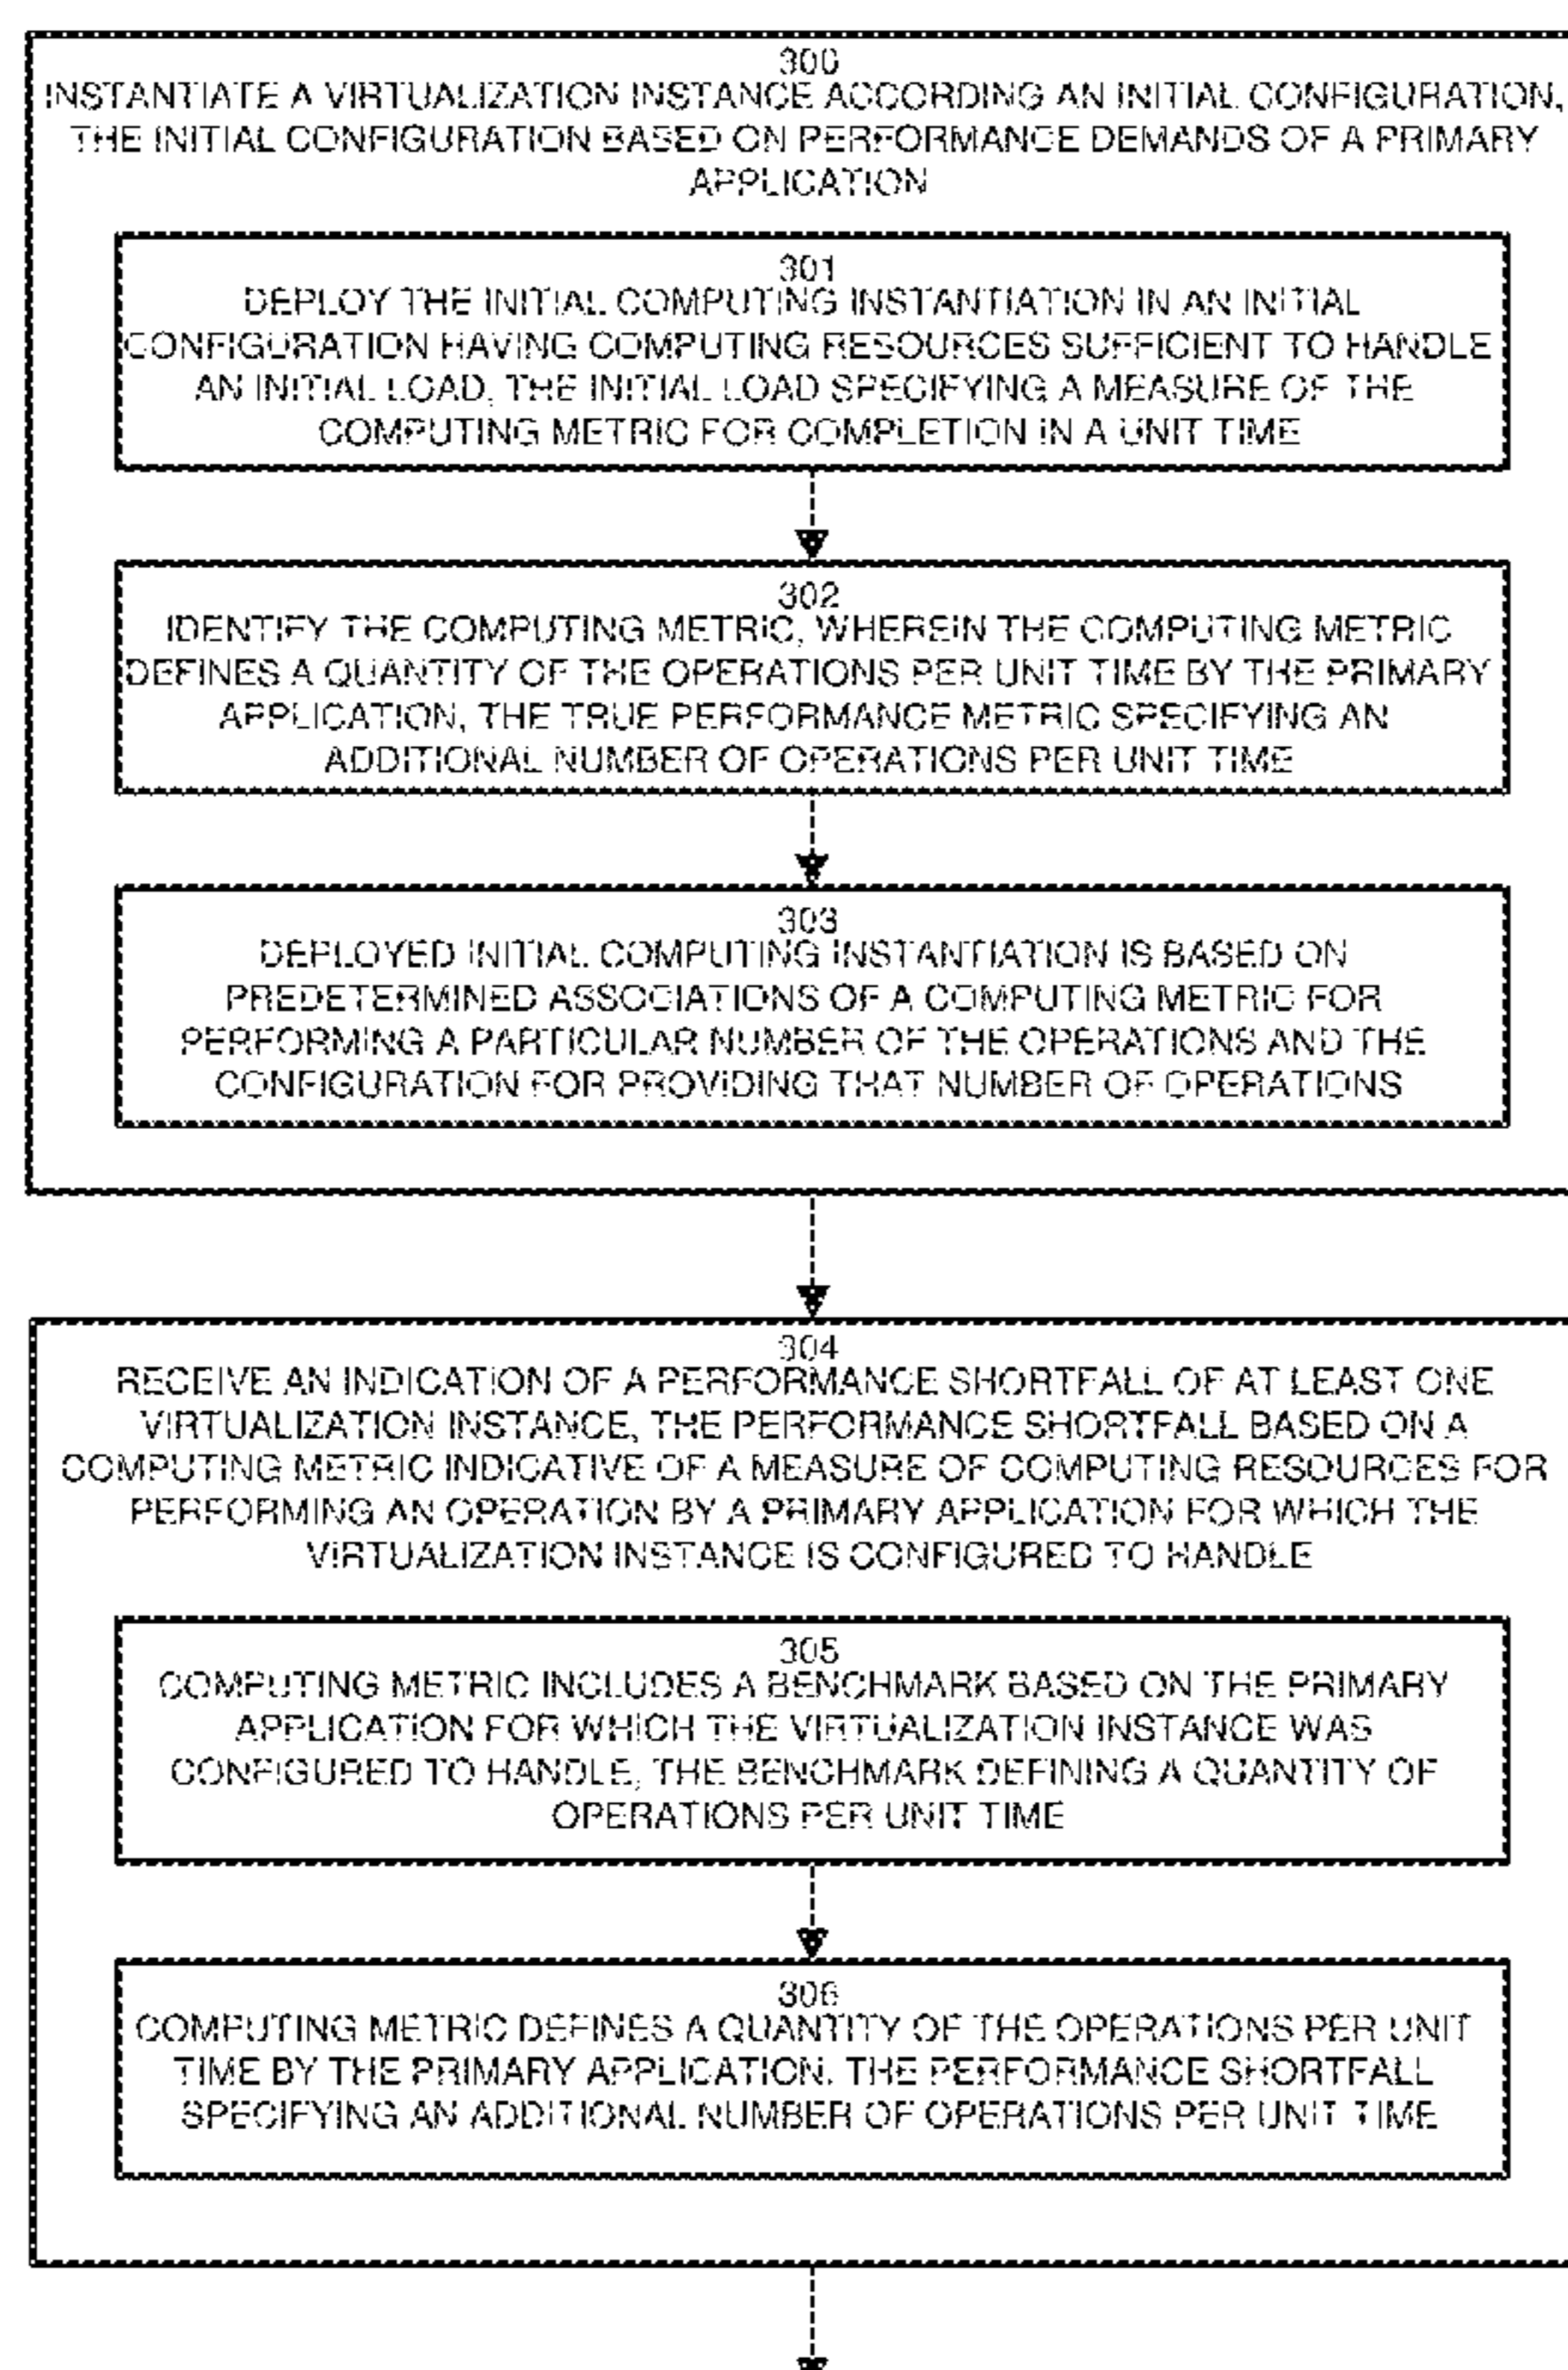 300
INSTANTIATE A VIRTUALIZATION INSTANCE ACCORDING AN INITIAL CONFIGURATION,
THE INITIAL CONFIGURATION BASED ON PERFORMANCE DEMANDS OF A PRIMARY
APPLICATION
301
DEPLOY THE INITIAL COMPUTING INSTANTIATION IN AN INITIAL
CONFIGURATION HAVING COMPUTING RESOURCES SUFFICIENT TO HANDLE
AN INITIAL LOAD, THE INITIAL LOAD SPECIFYING A MEASURE OF THE
COMPUTING METRIC FOR COMPLETION IN A UNIT TIME
302
IDENTIFY THE COMPUTING METRIC, WHEREIN THE COMPUTING METRIC
DEFINES A QUANTITY OF THE OPERATIONS PER UNIT TIME BY THE PRIMARY
APPLICATION, THE TRUE PERFORMANCE METRIC SPECIFYING AN
ADDITIONAL NUMBER OF OPERATIONS PER UNIT TIME
303
DEPLOYED INITIAL COMPUTING INSTANTIATION IS BASED ON
PREDETERMINED ASSOCIATIONS OF A COMPUTING METRIC FOR
PERFORMING A PARTICULAR NUMBER OF THE OPERATIONS AND THE
CONFIGURATION FOR PROVIDING THAT NUMBER OF OPERATIONS
304
RECEIVE AN INDICATION OF A PERFORMANCE SHORTFALL OF AT LEAST ONE
VIRTUALIZATION INSTANCE, THE PERFORMANCE SHORTFALL BASED ON A
COMPUTING METRIC INDICATIVE OF A MEASURE OF COMPUTING RESOURCES FOR
PERFORMING AN OPERATION BY A PRIMARY APPLICATION FOR WHICH THE
VIRTUALIZATION INSTANCE IS CONFIGURED TO HANDLE
305
COMPUTING METRIC INCLUDES A BENCHMARK BASED ON THE PRIMARY
APPLICATION FOR WHICH THE VIRTUALIZATION INSTANCE WAS
CONFIGURED TO HANDLE, THE BENCHMARK DEFINING A QUANTITY OF
OPERATIONS PER UNIT TIME
306
COMPUTING METRIC DEFINES A QUANTITY OF THE OPERATIONS PER UNIT
TIME BY THE PRIMARY APPLICATION, THE PERFORMANCE SHORTFALL
SPECIFYING AN ADDITIONAL NUMBER OF OPERATIONS PER UNIT TIME